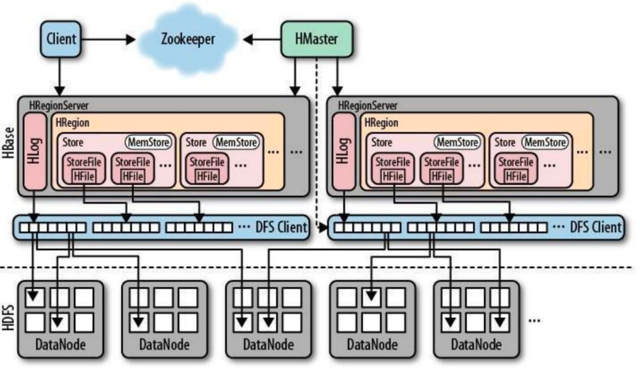 Client
Zookeeper
HMaster
HBase
HRegionServer
HLog
HRegion
Store
MemStore
StoreFile
HFile
StoreFile
HFile
...
Store
MemStore
StoreFile
HFile
...
...
...
HRegionServer
HLog
HRegion
Store
MemStore
StoreFile
HFile
StoreFile
HFile
...
Store
MemStore
StoreFile
HFile
...
...
...
... DFS Client
... DFS Client
HDFS
DataNode
DataNode
DataNode
DataNode
DataNode
...